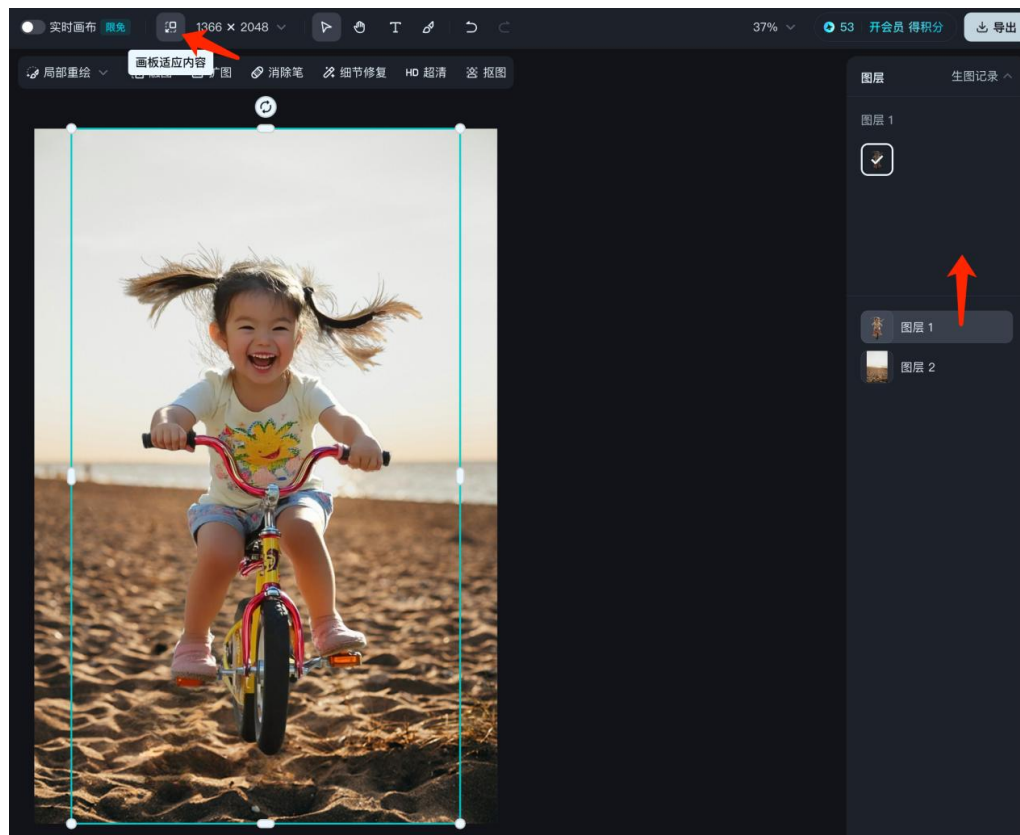 实时画布 限免 1366 × 2048 T 37% 53 开会员 得积分 导出
画板适应内容
局部重绘 扩图 消除笔 细节修复 HD 超清 抠图
图层 生图记录
图层 1
图层 1
图层 2